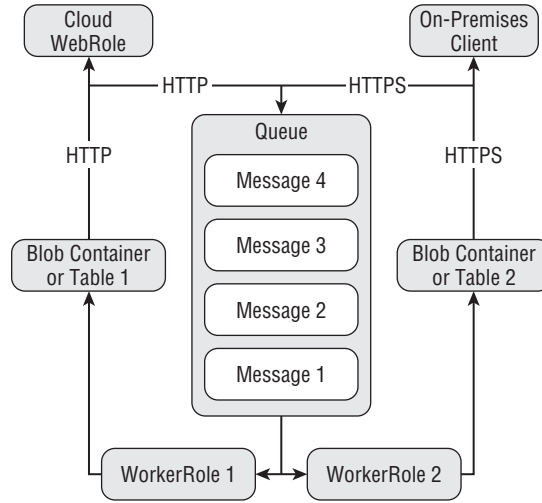 Cloud
WebRole
On-Premises
Client
HTTP
HTTPS
Queue
HTTP
HTTPS
Message 4
Message 3
Blob Container
or Table 1
Blob Container
or Table 2
Message 2
Message 1
WorkerRole 1
WorkerRole 2